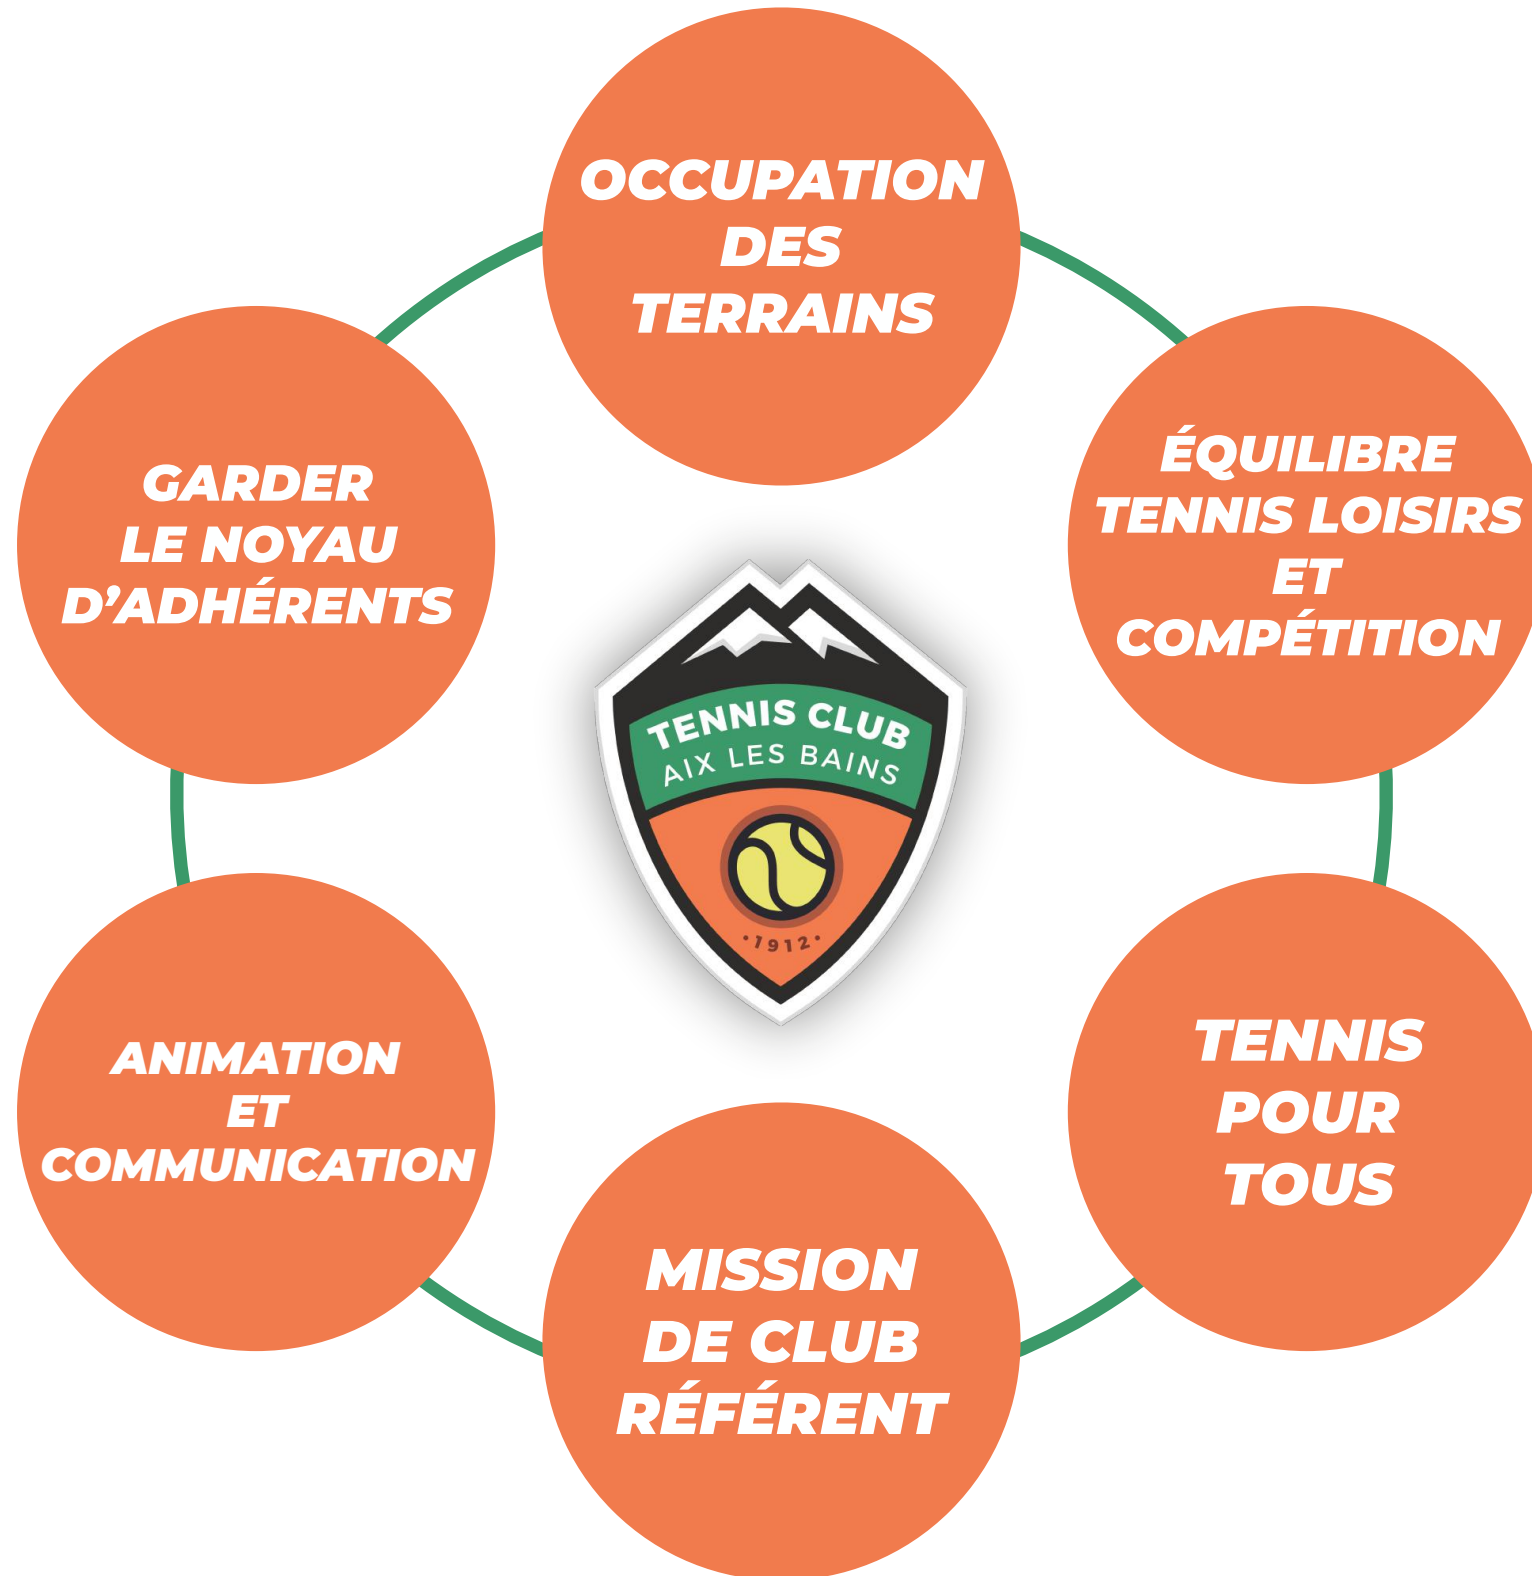 OCCUPATION
DES
TERRAINS
ÉQUILIBRE
TENNIS LOISIRS
ET
COMPÉTITION
TENNIS
POUR
TOUS
MISSION
DE CLUB
RÉFÉRENT
ANIMATION
ET
COMMUNICATION
GARDER
LE NOYAU
D’ADHÉRENTS
TENNIS CLUB
AIX LES BAINS
·1912·